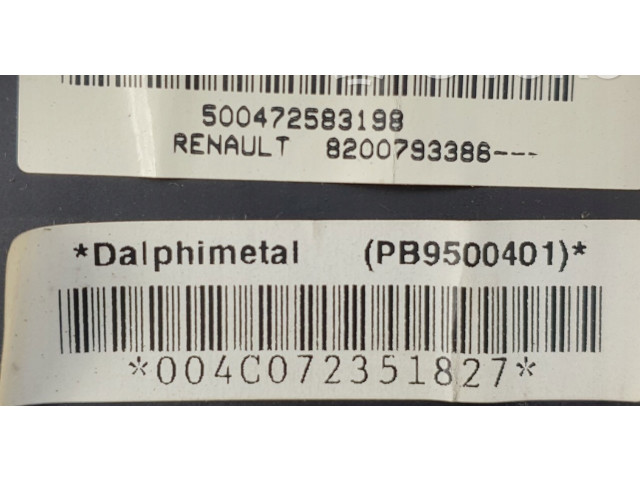 500472583198
RENAULT 8200793386---
*Dalphimetal (PB9500401)*
*004C072351827*